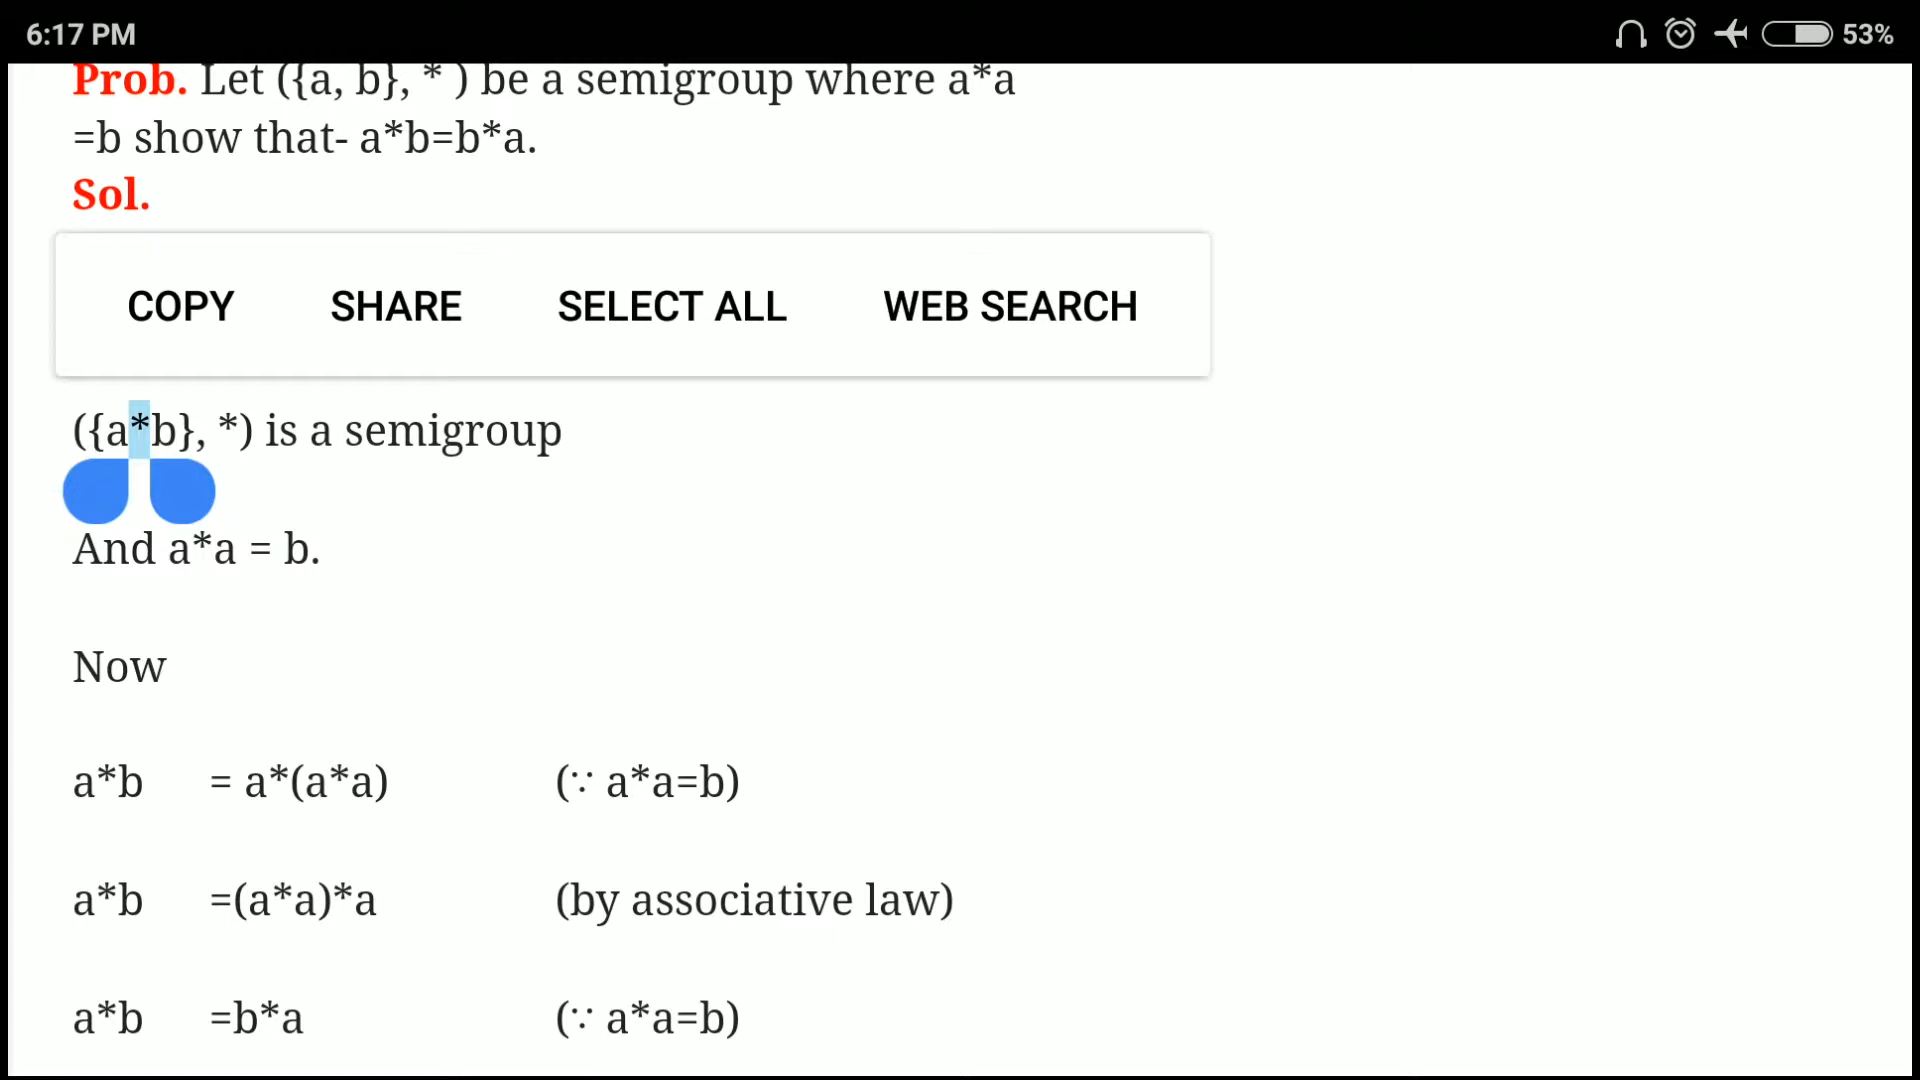 6:17 PM 53%
Prob. Let ({a, b}, * ) be a semigroup where a*a
=b show that- a*b=b*a.
Sol.
COPY SHARE SELECT ALL WEB SEARCH
({a*b}, *) is a semigroup
And a*a = b.
Now
a*b = a*(a*a) (∵ a*a=b)
a*b =(a*a)*a (by associative law)
a*b =b*a (∵ a*a=b)